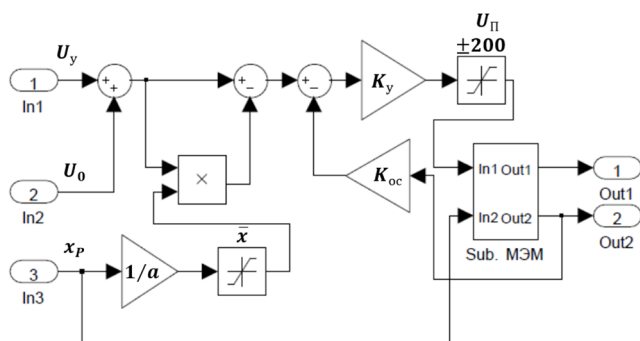 U_П
±200
U_у
+
+
+
−
+
−
K_у
1
In1
U_0
2
In2
×
K_ос
In1 Out1
In2 Out2
Sub. МЭМ
1
Out1
2
Out2
x_P
3
In3
1/a
x̄